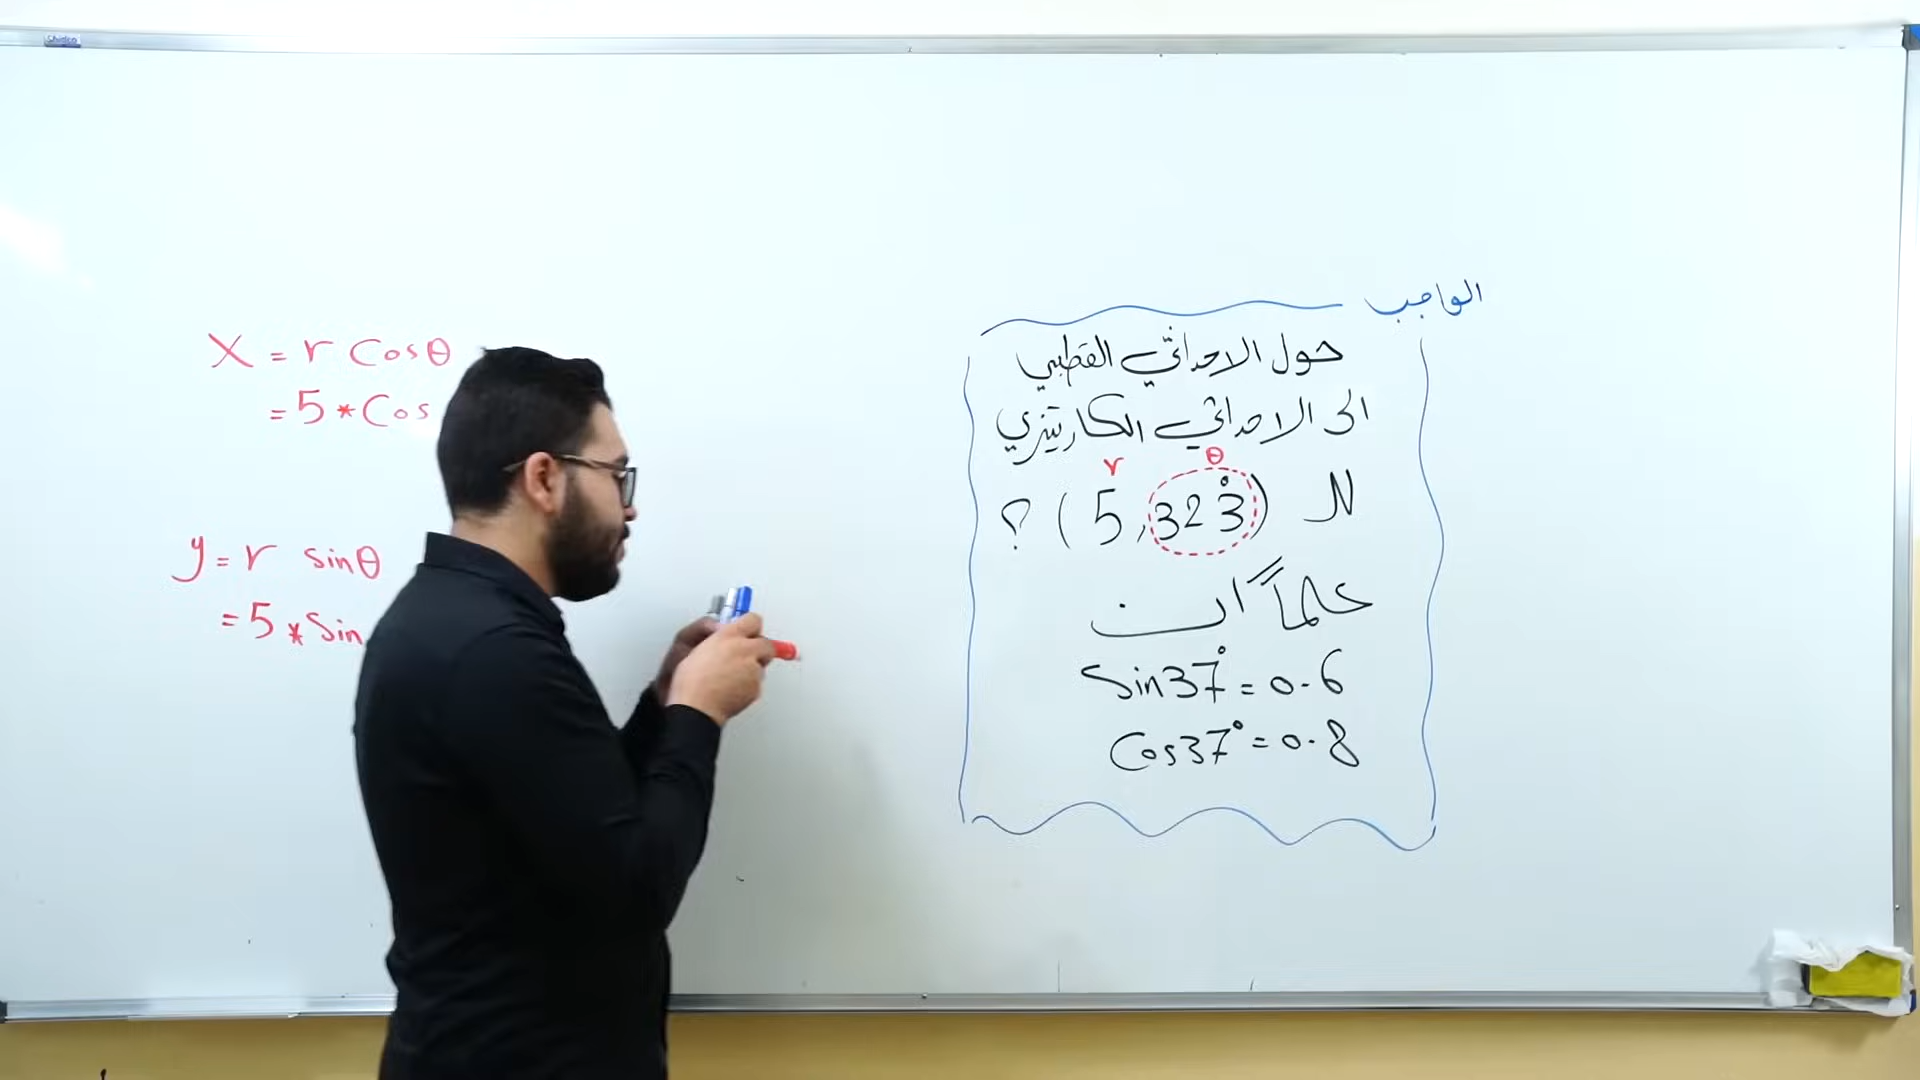 الواجب
حول الاحداثي القطبي
الى الاحداثي الكارتيزي
r θ
لـ (5, 323°) ؟
علماً ان
Sin37° = 0.6
Cos37° = 0.8
X = r Cosθ
= 5 * Cos
y = r sinθ
= 5 * Sin